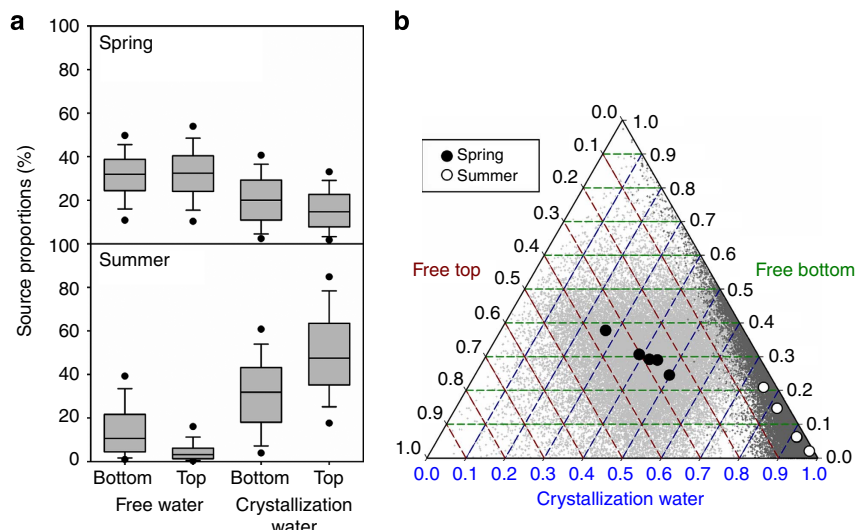 a
Spring
100
80
60
40
20
100
Summer
80
60
40
20
0
Source proportions (%)
Bottom Top Bottom Top
Free water Crystallization
water
b
Spring
Summer
Free top
Free bottom
Crystallization water
0.0
0.1
0.2
0.3
0.4
0.5
0.6
0.7
0.8
0.9
1.0
1.0
0.9
0.8
0.7
0.6
0.5
0.4
0.3
0.2
0.1
0.0
0.0 0.1 0.2 0.3 0.4 0.5 0.6 0.7 0.8 0.9 1.0